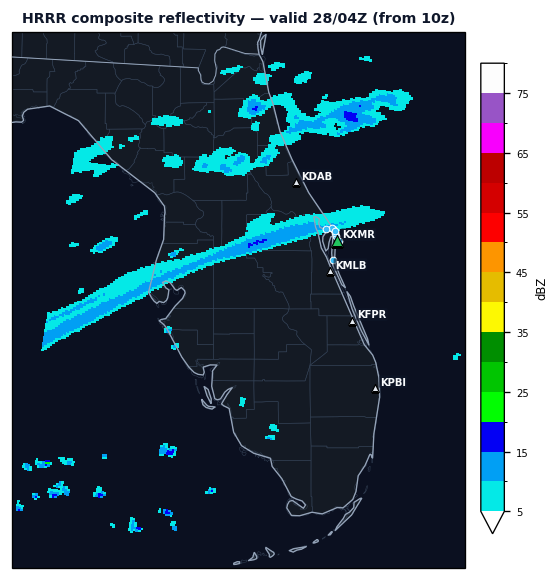 HRRR composite reflectivity — valid 28/04Z (from 10z)
KDAB
KXMR
KMLB
KFPR
KPBI
75
65
55
45
35
25
15
5
dBZ